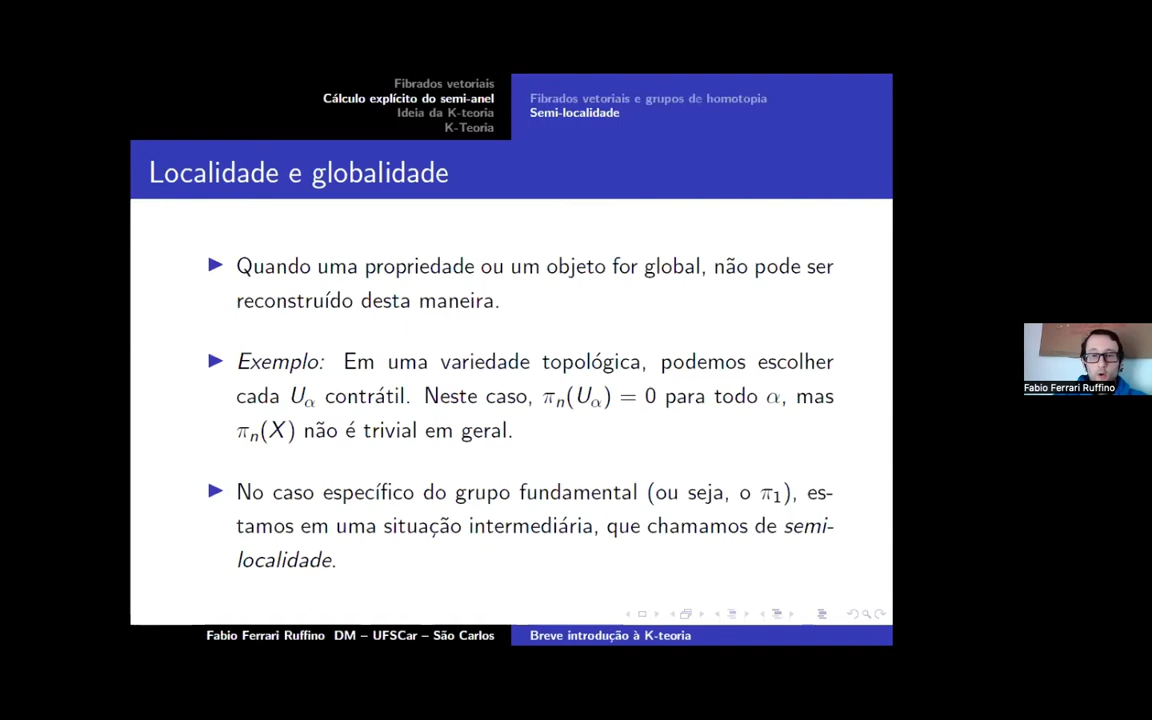 Fibrados vetoriais
Cálculo explícito do semi-anel
Ideia da K-teoria
K-Teoria
Fibrados vetoriais e grupos de homotopia
Semi-localidade
Localidade e globalidade
Quando uma propriedade ou um objeto for global, não pode ser
reconstruído desta maneira.
Exemplo: Em uma variedade topológica, podemos escolher
cada Uα contrátil. Neste caso, πn(Uα) = 0 para todo α, mas
πn(X) não é trivial em geral.
No caso específico do grupo fundamental (ou seja, o π1), es-
tamos em uma situação intermediária, que chamamos de semi-
localidade.
Fabio Ferrari Ruffino DM – UFSCar – São Carlos
Breve introdução à K-teoria
Fabio Ferrari Ruffino